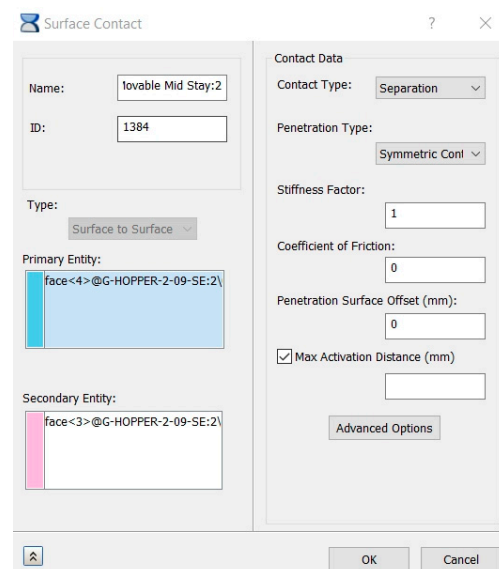 Surface Contact
Name:
lovable Mid Stay:2
ID:
1384
Type:
Surface to Surface
Primary Entity:
face<4>@G-HOPPER-2-09-SE:2\
Secondary Entity:
face<3>@G-HOPPER-2-09-SE:2\
Contact Data
Contact Type:
Separation
Penetration Type:
Symmetric Cont
Stiffness Factor:
1
Coefficient of Friction:
0
Penetration Surface Offset (mm):
0
Max Activation Distance (mm)
Advanced Options
OK
Cancel